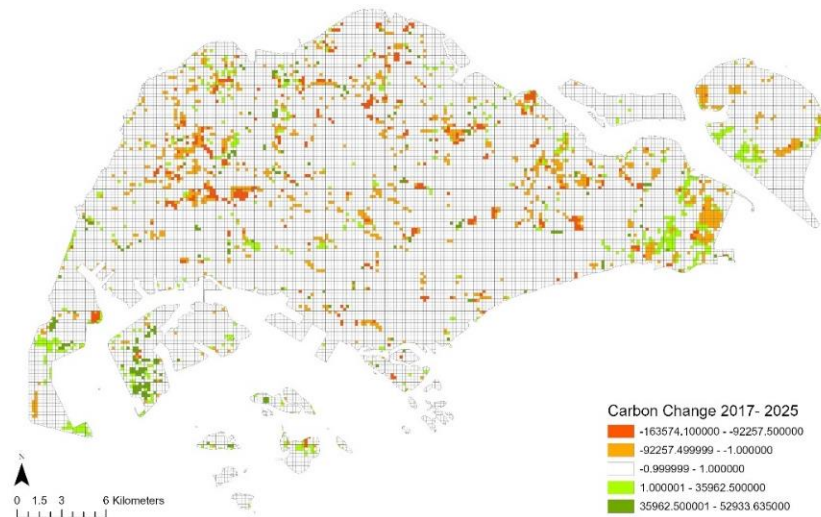 Carbon Change 2017- 2025
-163574.100000 - -92257.500000
-92257.499999 - -1.000000
-0.999999 - 1.000000
1.000001 - 35962.500000
35962.500001 - 52933.635000
N
0 1.5 3 6 Kilometers